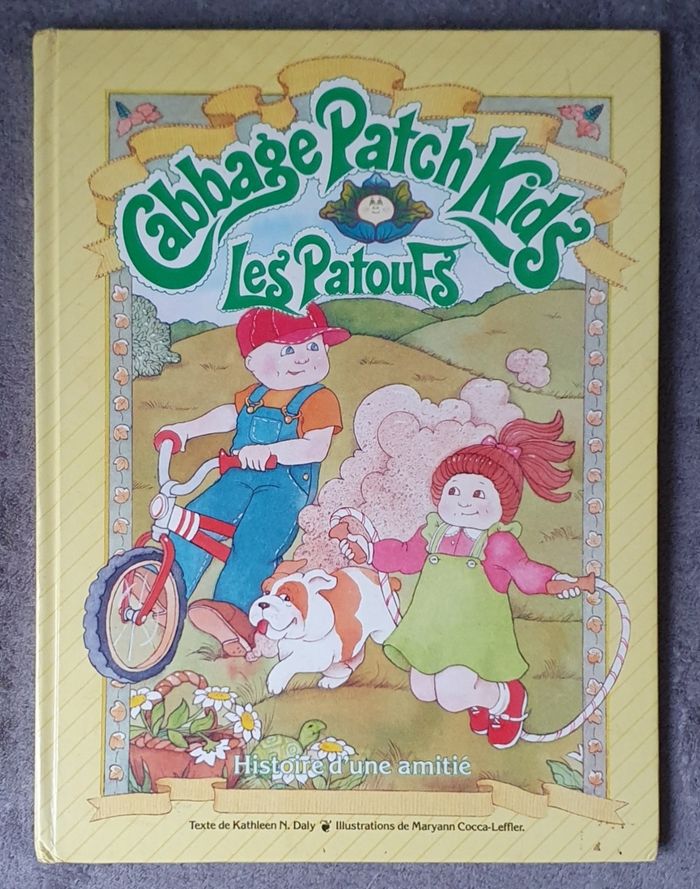 Cabbage Patch Kids
Les Patoufs
Histoire d'une amitié
Texte de Kathleen N. Daly ❦ Illustrations de Maryann Cocca-Leffler.